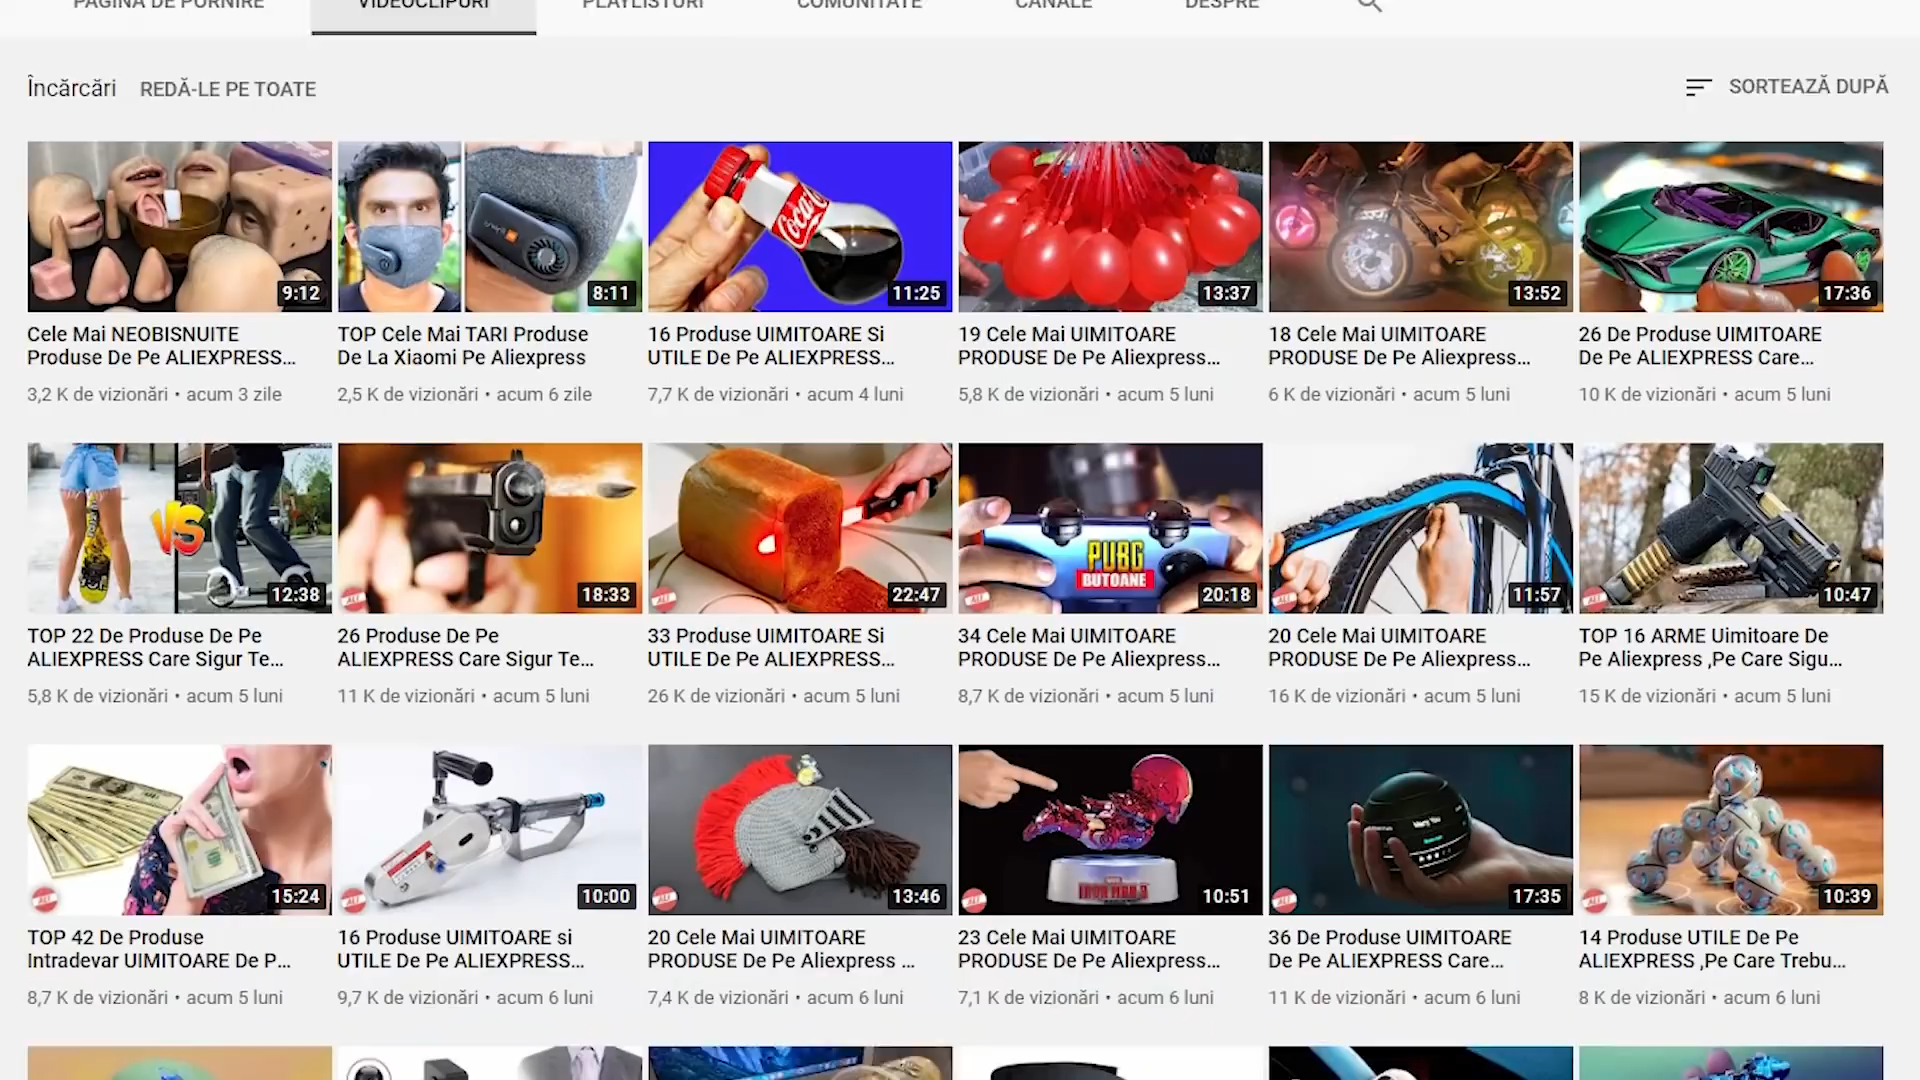 PAGINA DE PORNIRE VIDEOCLIPURI PLAYLISTURI COMUNITATE CANALE DESPRE
Încărcări REDĂ-LE PE TOATE SORTEAZĂ DUPĂ
9:12
8:11
Coca
11:25
13:37
13:52
17:36
Cele Mai NEOBISNUITE
Produse De Pe ALIEXPRESS...
3,2 K de vizionări • acum 3 zile
TOP Cele Mai TARI Produse
De La Xiaomi Pe Aliexpress
2,5 K de vizionări • acum 6 zile
16 Produse UIMITOARE Si
UTILE De Pe ALIEXPRESS...
7,7 K de vizionări • acum 4 luni
19 Cele Mai UIMITOARE
PRODUSE De Pe Aliexpress...
5,8 K de vizionări • acum 5 luni
18 Cele Mai UIMITOARE
PRODUSE De Pe Aliexpress...
6 K de vizionări • acum 5 luni
26 De Produse UIMITOARE
De Pe ALIEXPRESS Care...
10 K de vizionări • acum 5 luni
VS
12:38
18:33
22:47
PUBG
BUTOANE
20:18
11:57
10:47
TOP 22 De Produse De Pe
ALIEXPRESS Care Sigur Te...
5,8 K de vizionări • acum 5 luni
26 Produse De Pe
ALIEXPRESS Care Sigur Te...
11 K de vizionări • acum 5 luni
33 Produse UIMITOARE Si
UTILE De Pe ALIEXPRESS...
26 K de vizionări • acum 5 luni
34 Cele Mai UIMITOARE
PRODUSE De Pe Aliexpress...
8,7 K de vizionări • acum 5 luni
20 Cele Mai UIMITOARE
PRODUSE De Pe Aliexpress...
16 K de vizionări • acum 5 luni
TOP 16 ARME Uimitoare De
Pe Aliexpress ,Pe Care Sigu...
15 K de vizionări • acum 5 luni
15:24
10:00
13:46
IRON MAN 3
10:51
17:35
10:39
TOP 42 De Produse
Intradevar UIMITOARE De P...
8,7 K de vizionări • acum 5 luni
16 Produse UIMITOARE si
UTILE De Pe ALIEXPRESS...
9,7 K de vizionări • acum 6 luni
20 Cele Mai UIMITOARE
PRODUSE De Pe Aliexpress ...
7,4 K de vizionări • acum 6 luni
23 Cele Mai UIMITOARE
PRODUSE De Pe Aliexpress...
7,1 K de vizionări • acum 6 luni
36 De Produse UIMITOARE
De Pe ALIEXPRESS Care...
11 K de vizionări • acum 6 luni
14 Produse UTILE De Pe
ALIEXPRESS ,Pe Care Trebu...
8 K de vizionări • acum 6 luni